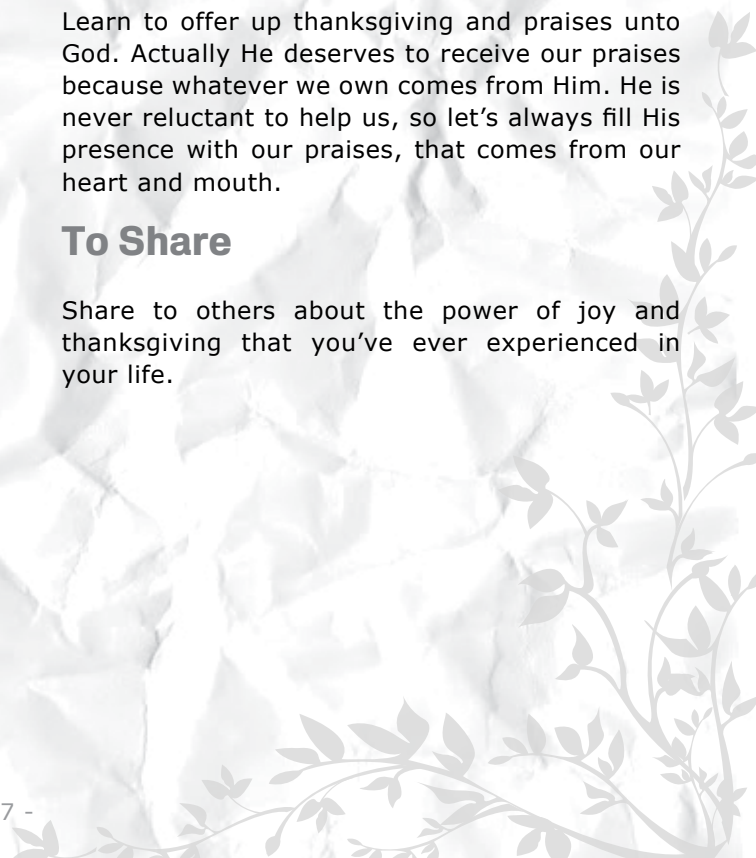 Learn to offer up thanksgiving and praises unto
God. Actually He deserves to receive our praises
because whatever we own comes from Him. He is
never reluctant to help us, so let’s always fill His
presence with our praises, that comes from our
heart and mouth.
To Share
Share to others about the power of joy and
thanksgiving that you’ve ever experienced in
your life.
7 -